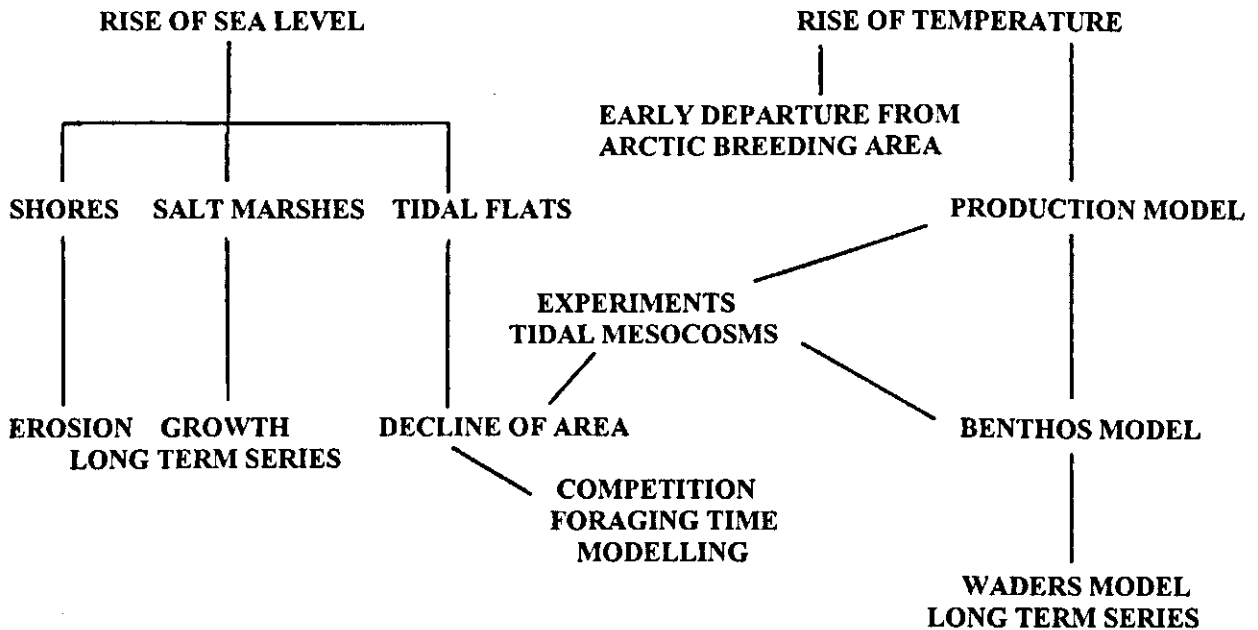 RISE OF SEA LEVEL
RISE OF TEMPERATURE
EARLY DEPARTURE FROM
ARCTIC BREEDING AREA
SHORES
SALT MARSHES
TIDAL FLATS
PRODUCTION MODEL
EXPERIMENTS
TIDAL MESOCOSMS
EROSION GROWTH
LONG TERM SERIES
DECLINE OF AREA
BENTHOS MODEL
COMPETITION
FORAGING TIME
MODELLING
WADERS MODEL
LONG TERM SERIES